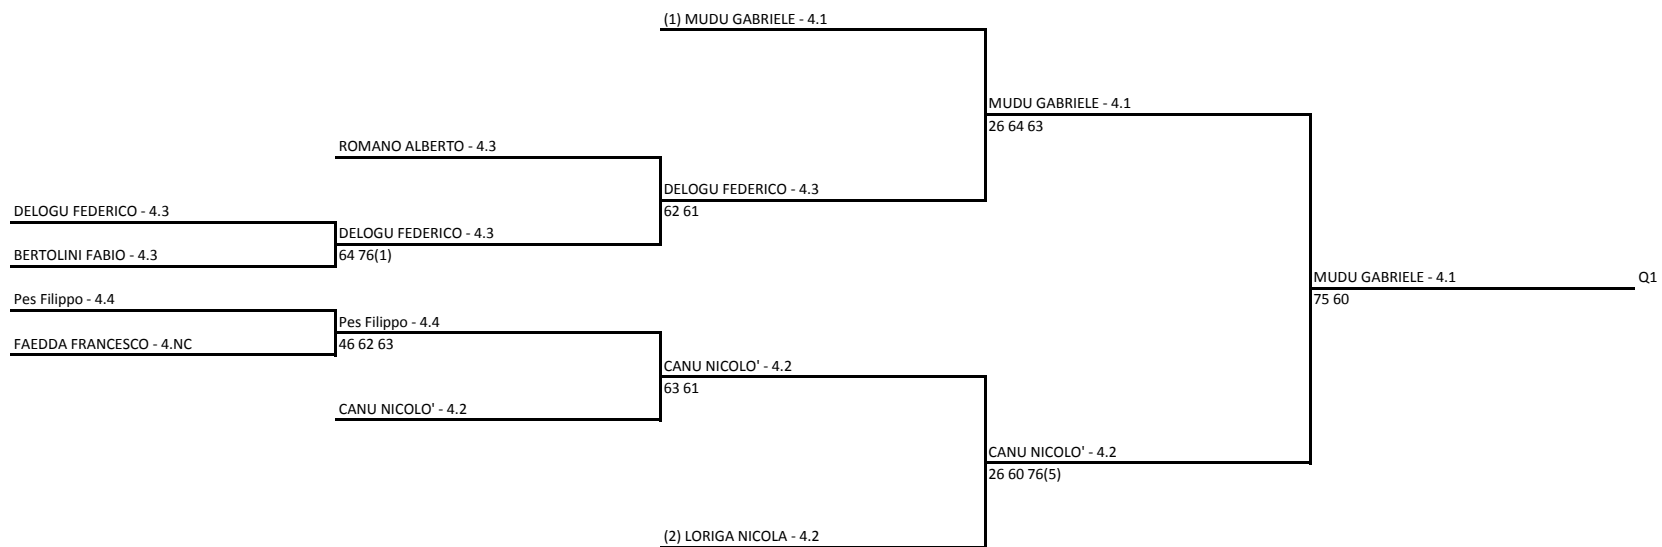 (1) MUDU GABRIELE - 4.1
MUDU GABRIELE - 4.1
26 64 63
ROMANO ALBERTO - 4.3
DELOGU FEDERICO - 4.3
62 61
DELOGU FEDERICO - 4.3
DELOGU FEDERICO - 4.3
BERTOLINI FABIO - 4.3
64 76(1)
MUDU GABRIELE - 4.1
Q1
75 60
Pes Filippo - 4.4
Pes Filippo - 4.4
FAEDDA FRANCESCO - 4.NC
46 62 63
CANU NICOLO' - 4.2
63 61
CANU NICOLO' - 4.2
CANU NICOLO' - 4.2
26 60 76(5)
(2) LORIGA NICOLA - 4.2